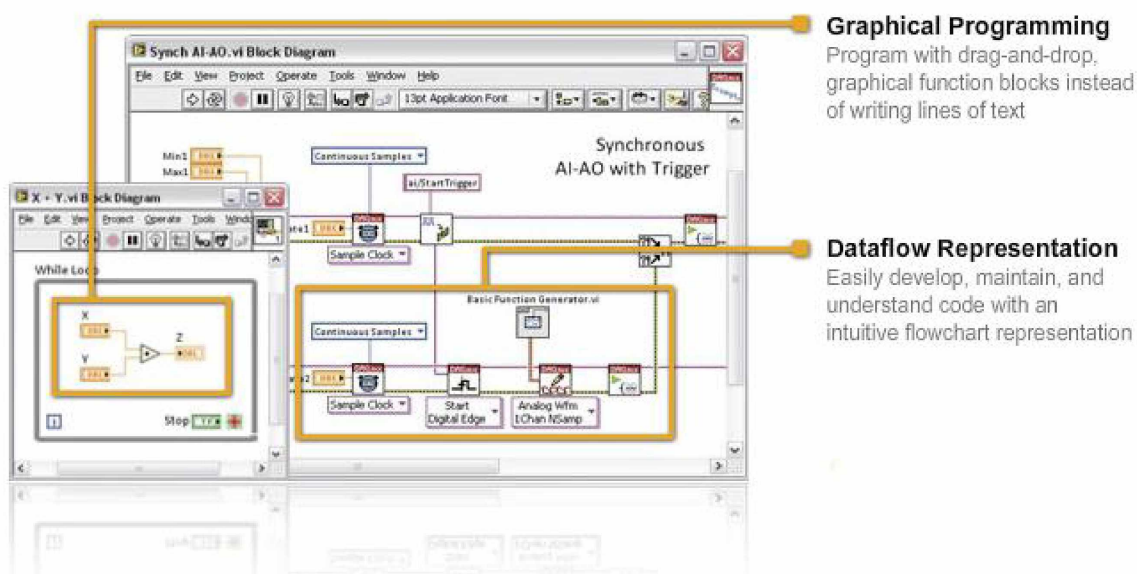 Graphical Programming
Program with drag-and-drop,
graphical function blocks instead
of writing lines of text
Synch AI-AO.vi Block Diagram
File Edit View Project Operate Tools Window Help
13pt Application Font
Synchronous
AI-AO with Trigger
Min1
Max1
Continuous Samples
ai/StartTrigger
Sample Clock
Dataflow Representation
Easily develop, maintain, and
understand code with an
intuitive flowchart representation
Basic Function Generator.vi
Continuous Samples
Sample Clock
Start
Digital Edge
Analog Wfm
1Chan NSamp
X + Y.vi Block Diagram
File Edit View Project Operate Tools
While Loop
X
Y
Z
i
Stop
TF